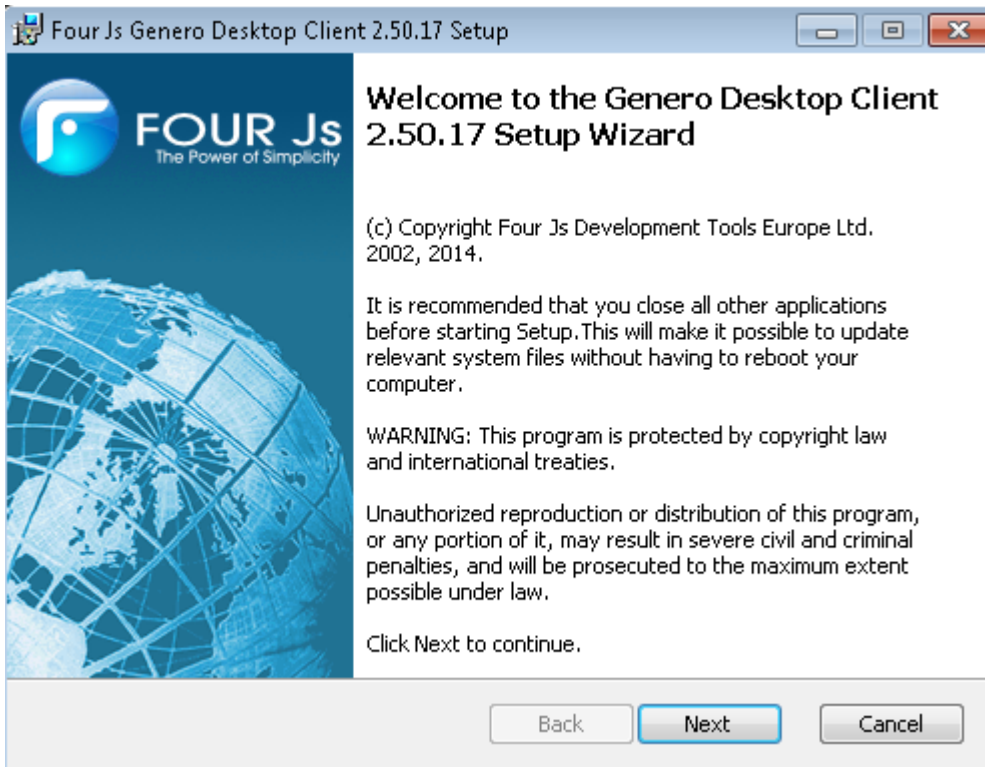 Four Js Genero Desktop Client 2.50.17 Setup
FOUR Js
The Power of Simplicity
Welcome to the Genero Desktop Client
2.50.17 Setup Wizard
(c) Copyright Four Js Development Tools Europe Ltd.
2002, 2014.
It is recommended that you close all other applications
before starting Setup.This will make it possible to update
relevant system files without having to reboot your
computer.
WARNING: This program is protected by copyright law
and international treaties.
Unauthorized reproduction or distribution of this program,
or any portion of it, may result in severe civil and criminal
penalties, and will be prosecuted to the maximum extent
possible under law.
Click Next to continue.
Back
Next
Cancel